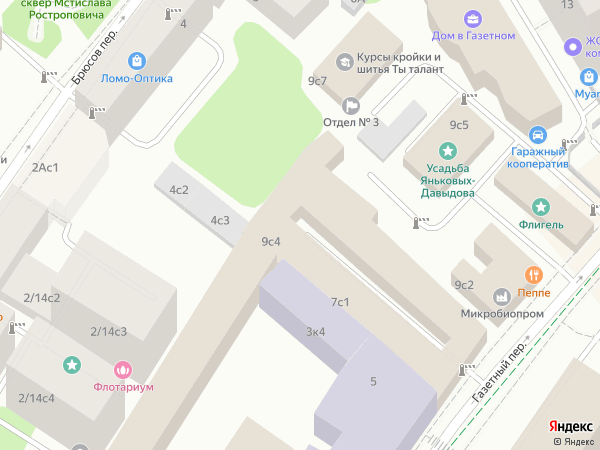 сквер Мстислава
Ростроповича
Брюсов пер.
4
Ломо-Оптика
6А
Дом в Газетном
13
Курсы кройки и
шитья Ты талант
9с7
Отдел № 3
9с5
Усадьба
Яньковых-
Давыдова
Гаражный
кооператив
Флигель
2Ас1
4с2
4с3
9с4
9с2
Пеппе
Микробиопром
2/14с2
2/14с3
7с1
3к4
5
Газетный пер.
Флотариум
2/14с4
Яндекс
© Яндекс